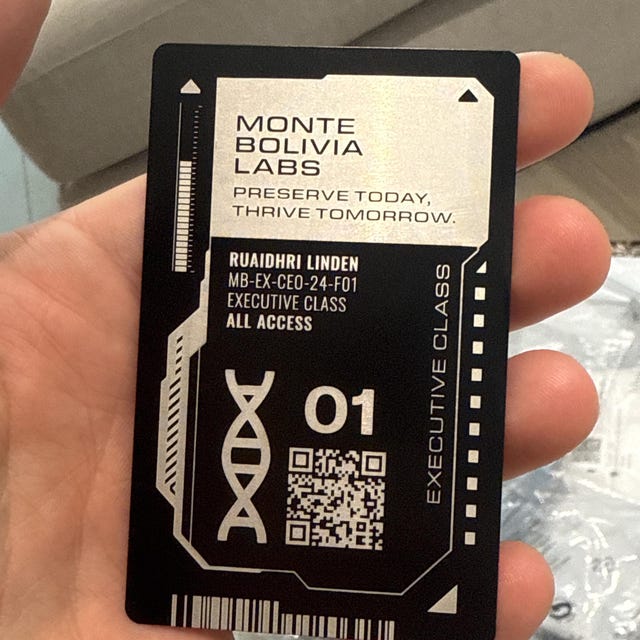 MONTE
BOLIVIA
LABS
PRESERVE TODAY,
THRIVE TOMORROW.
RUAIDHRI LINDEN
MB-EX-CEO-24-F01
EXECUTIVE CLASS
ALL ACCESS
01
EXECUTIVE CLASS